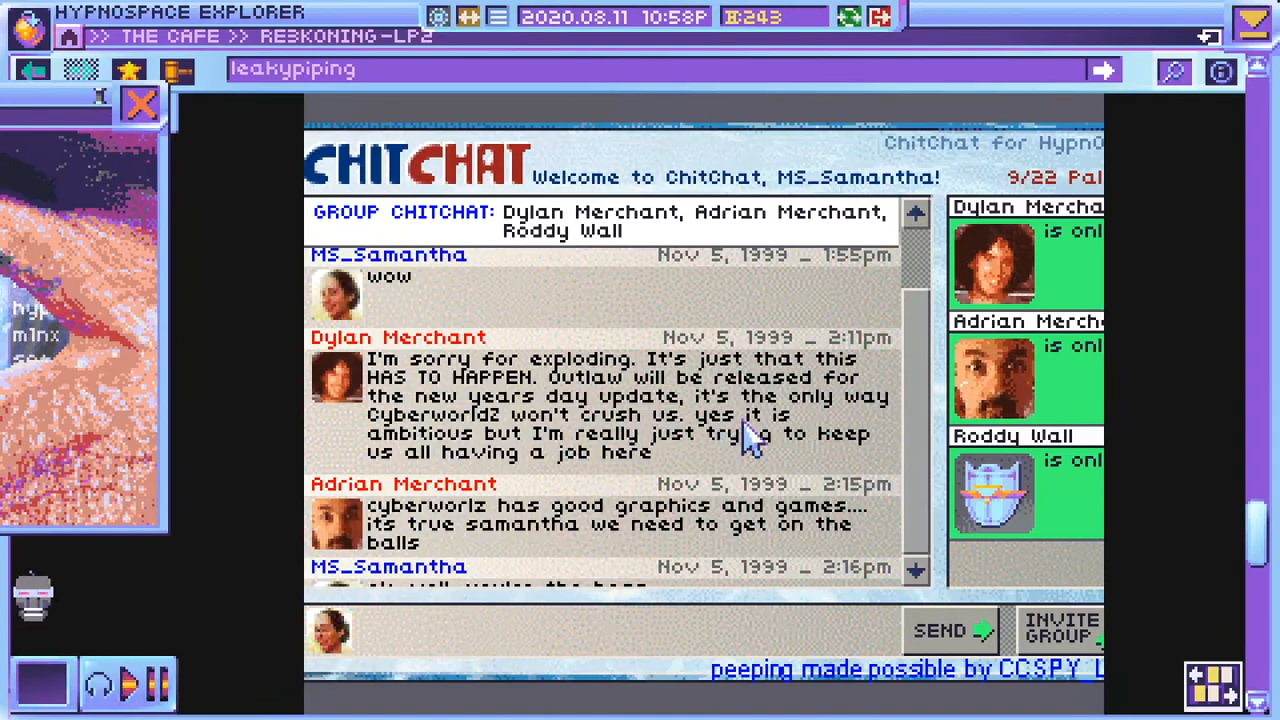 HYPNOSPACE EXPLORER
2020.08.11 10:58P
243
>> THE CAFE >> RE3KONING-LP2
leakypiping
hyp
m1nx
CHITCHAT
ChitChat for Hypn
Welcome to ChitChat, MS_Samantha!
9/22 Pal
GROUP CHITCHAT: Dylan Merchant, Adrian Merchant,
Roddy Wall
MS_Samantha Nov 5, 1999 _ 1:55pm
wow
Dylan Merchant Nov 5, 1999 _ 2:11pm
I'm sorry for exploding. It's just that this
HAS TO HAPPEN. Outlaw will be released for
the new years day update, it's the only way
CyberworldZ won't crush us. yes it is
ambitious but I'm really just trying to keep
us all having a job here
Adrian Merchant Nov 5, 1999 _ 2:15pm
cyberworlz has good graphics and games....
its true samantha we need to get on the
balls
MS_Samantha Nov 5, 1999 _ 2:16pm
Dylan Mercha
is onl
Adrian Merch
is onl
Roddy Wall
is onl
SEND
INVITE
GROUP
peeping made possible by CCSPY_L